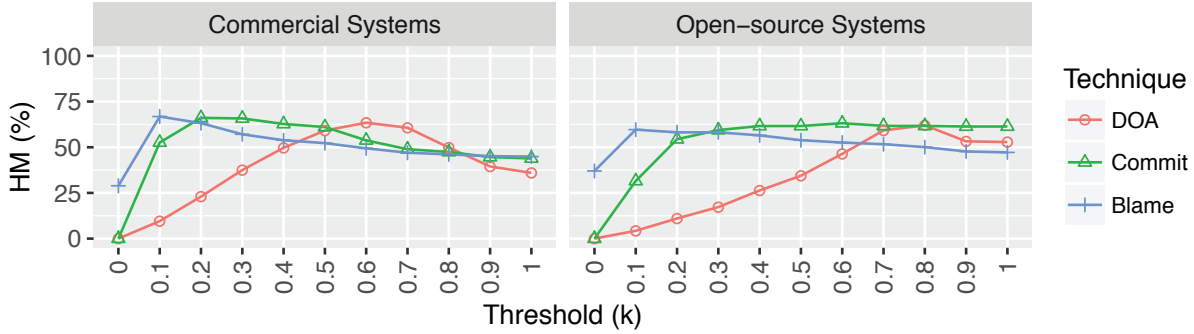 Commercial Systems
Open−source Systems
HM (%)
100
75
50
25
0
0 0.1 0.2 0.3 0.4 0.5 0.6 0.7 0.8 0.9 1
0 0.1 0.2 0.3 0.4 0.5 0.6 0.7 0.8 0.9 1
Threshold (k)
Technique
DOA
Commit
Blame